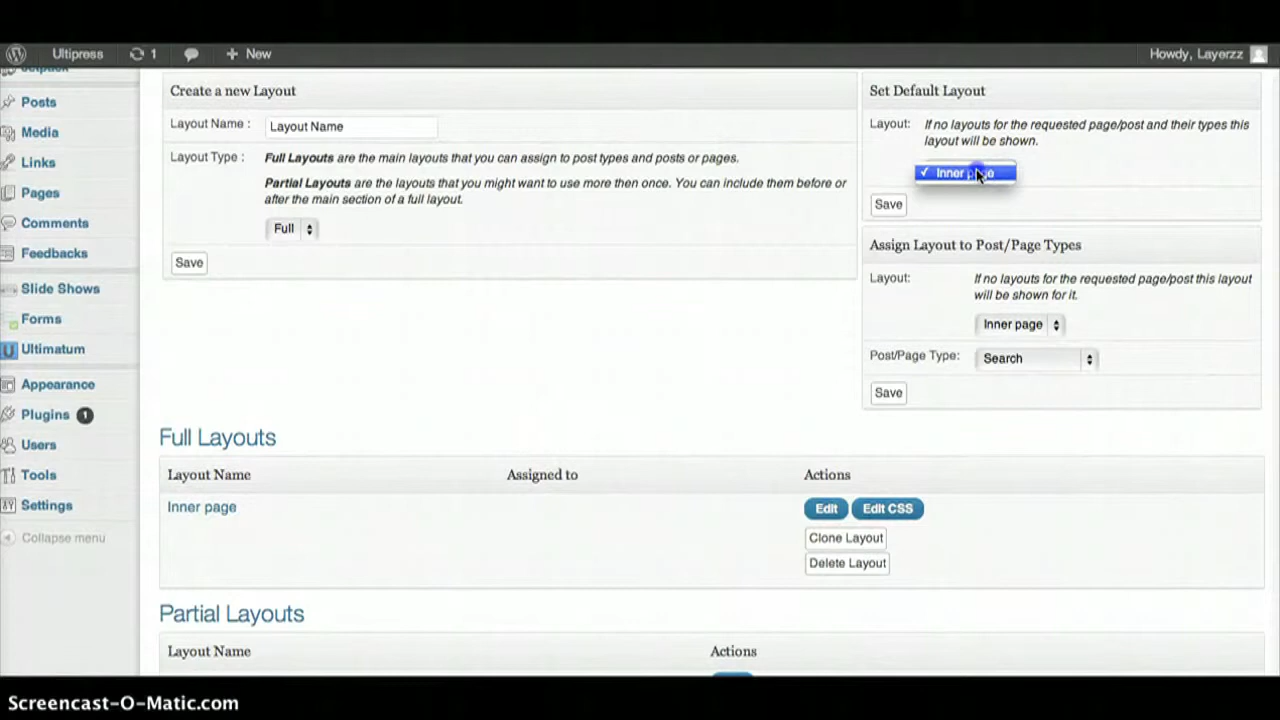 Ultipress 1 New Howdy, Layerzz
Jetpack
Posts
Media
Links
Pages
Comments
Feedbacks
Slide Shows
Forms
Ultimatum
Appearance
Plugins 1
Users
Tools
Settings
Collapse menu
Create a new Layout
Layout Name : Layout Name
Layout Type : Full Layouts are the main layouts that you can assign to post types and posts or pages.
Partial Layouts are the layouts that you might want to use more then once. You can include them before or
after the main section of a full layout.
Full
Save
Set Default Layout
Layout: If no layouts for the requested page/post and their types this
layout will be shown.
✓ Inner page
Save
Assign Layout to Post/Page Types
Layout: If no layouts for the requested page/post this layout
will be shown for it.
Inner page
Post/Page Type: Search
Save
Full Layouts
Layout Name Assigned to Actions
Inner page Edit Edit CSS
Clone Layout
Delete Layout
Partial Layouts
Layout Name Actions
Screencast-O-Matic.com